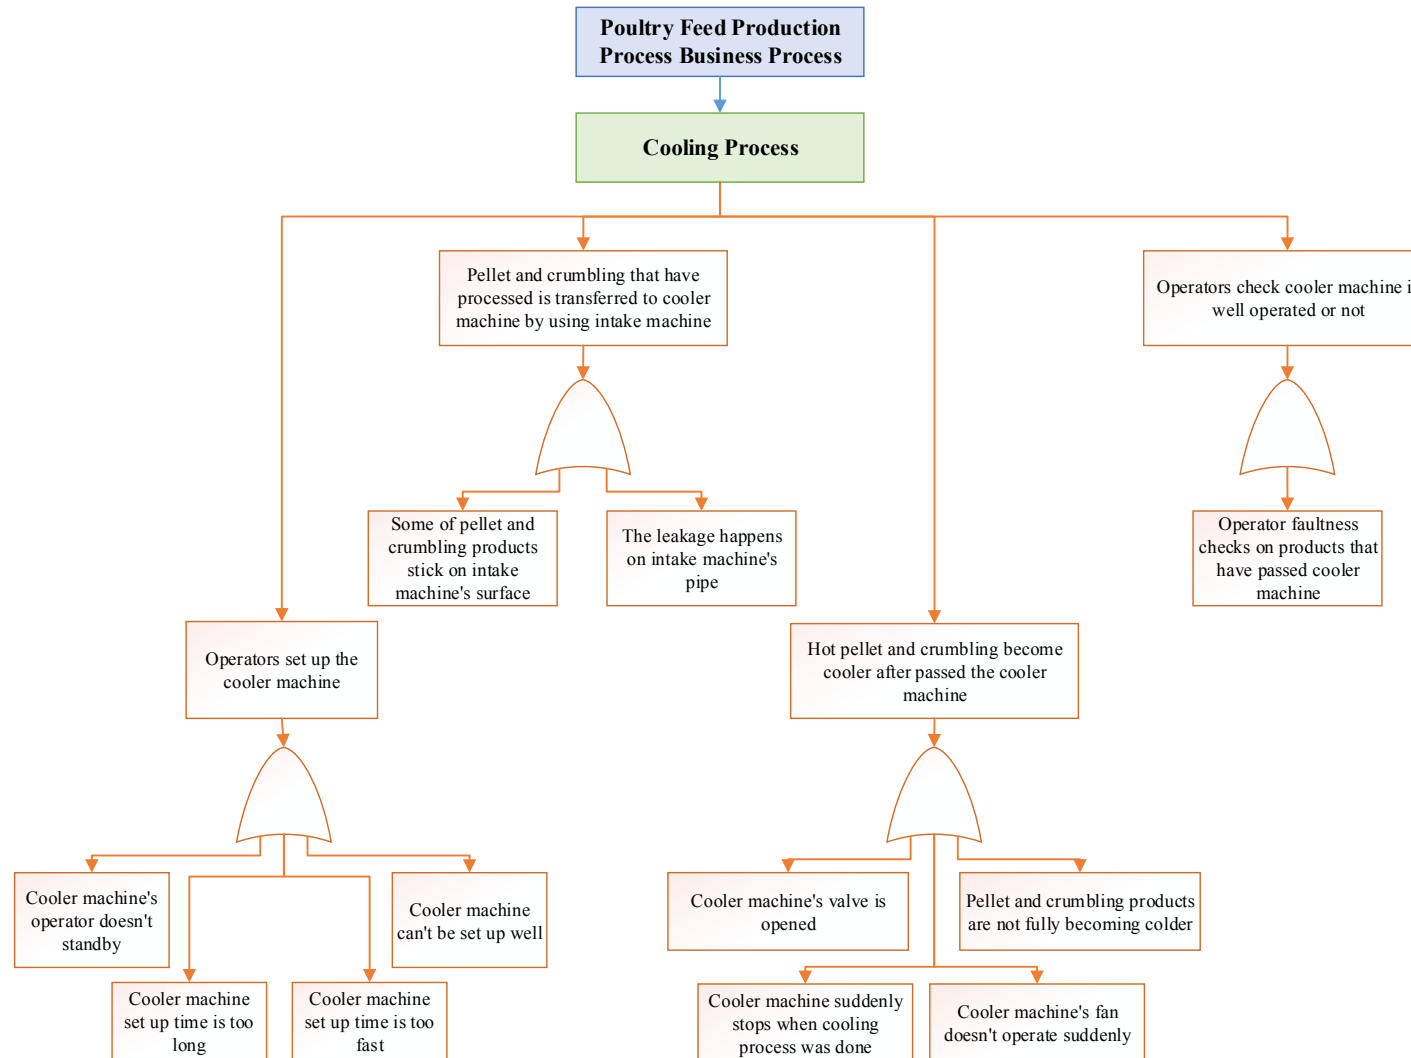 Poultry Feed Production
Process Business Process
Cooling Process
Pellet and crumbling that have
processed is transferred to cooler
machine by using intake machine
Operators check cooler machine
well operated or not
Some of pellet and
crumbling products
stick on intake
machine's surface
The leakage happens
on intake machine's
pipe
Operator faultness
checks on products that
have passed cooler
machine
Operators set up the
cooler machine
Hot pellet and crumbling become
cooler after passed the cooler
machine
Cooler machine's
operator doesn't
standby
Cooler machine
can't be set up well
Cooler machine's valve is
opened
Pellet and crumbling products
are not fully becoming colder
Cooler machine
set up time is too
long
Cooler machine
set up time is too
fast
Cooler machine suddenly
stops when cooling
process was done
Cooler machine's fan
doesn't operate suddenly